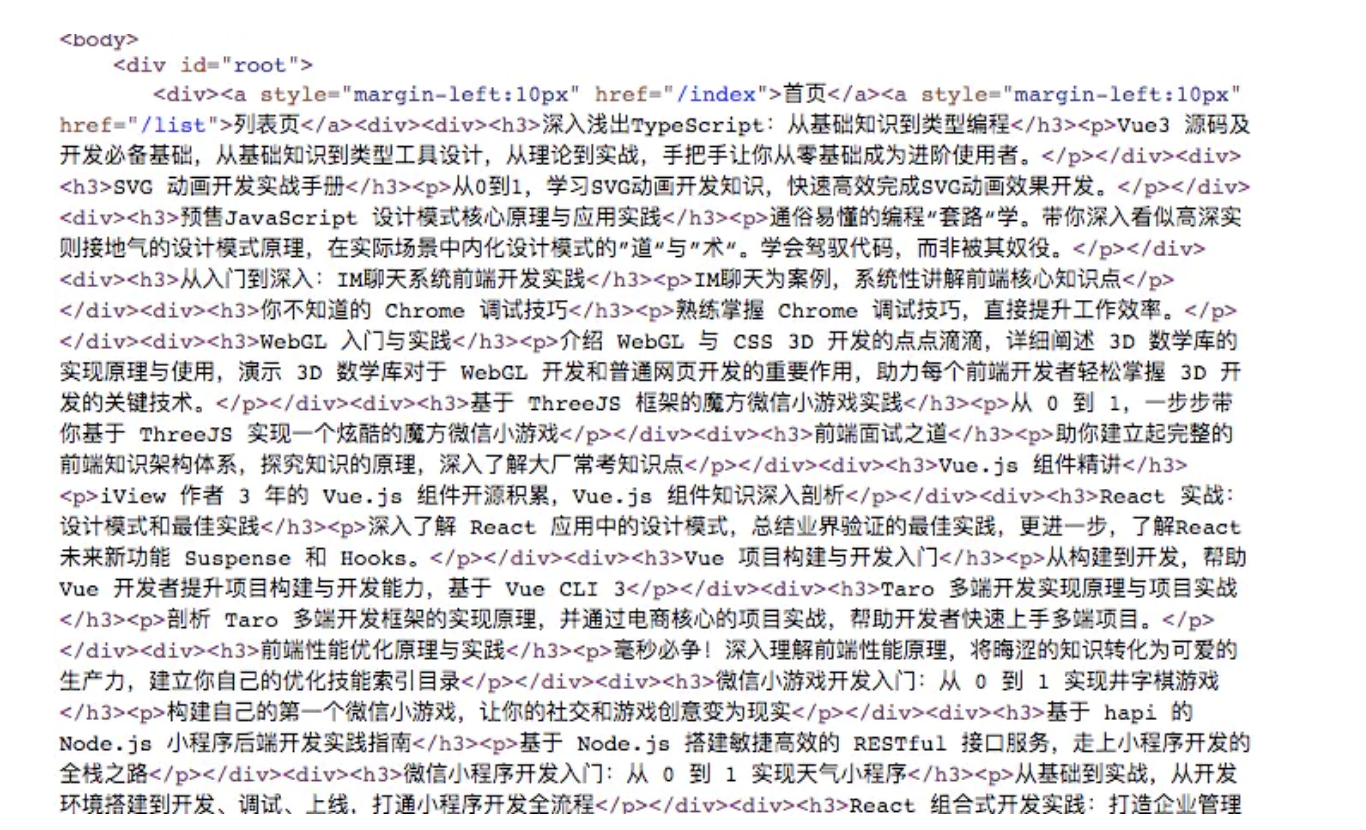 <body>
<div id="root">
<div><a style="margin-left:10px" href="/index">首页</a><a style="margin-left:10px"
href="/list">列表页</a><div><div><h3>深入浅出TypeScript：从基础知识到类型编程</h3><p>Vue3 源码及
开发必备基础，从基础知识到类型工具设计，从理论到实战，手把手让你从零基础成为进阶使用者。</p></div><div>
<h3>SVG 动画开发实战手册</h3><p>从0到1，学习SVG动画开发知识，快速高效完成SVG动画效果开发。</p></div>
<div><h3>预售JavaScript 设计模式核心原理与应用实践</h3><p>通俗易懂的编程“套路“学。带你深入看似高深实
则接地气的设计模式原理，在实际场景中内化设计模式的”道“与”术“。学会驾驭代码，而非被其奴役。</p></div>
<div><h3>从入门到深入：IM聊天系统前端开发实践</h3><p>IM聊天为案例，系统性讲解前端核心知识点</p>
</div><div><h3>你不知道的 Chrome 调试技巧</h3><p>熟练掌握 Chrome 调试技巧，直接提升工作效率。</p>
</div><div><h3>WebGL 入门与实践</h3><p>介绍 WebGL 与 CSS 3D 开发的点点滴滴，详细阐述 3D 数学库的
实现原理与使用，演示 3D 数学库对于 WebGL 开发和普通网页开发的重要作用，助力每个前端开发者轻松掌握 3D 开
发的关键技术。</p></div><div><h3>基于 ThreeJS 框架的魔方微信小游戏实践</h3><p>从 0 到 1，一步步带
你基于 ThreeJS 实现一个炫酷的魔方微信小游戏</p></div><div><h3>前端面试之道</h3><p>助你建立起完整的
前端知识架构体系，探究知识的原理，深入了解大厂常考知识点</p></div><div><h3>Vue.js 组件精讲</h3>
<p>iView 作者 3 年的 Vue.js 组件开源积累，Vue.js 组件知识深入剖析</p></div><div><h3>React 实战：
设计模式和最佳实践</h3><p>深入了解 React 应用中的设计模式，总结业界验证的最佳实践，更进一步，了解React
未来新功能 Suspense 和 Hooks。</p></div><div><h3>Vue 项目构建与开发入门</h3><p>从构建到开发，帮助
Vue 开发者提升项目构建与开发能力，基于 Vue CLI 3</p></div><div><h3>Taro 多端开发实现原理与项目实战
</h3><p>剖析 Taro 多端开发框架的实现原理，并通过电商核心的项目实战，帮助开发者快速上手多端项目。</p>
</div><div><h3>前端性能优化原理与实践</h3><p>毫秒必争！深入理解前端性能原理，将晦涩的知识转化为可爱的
生产力，建立你自己的优化技能索引目录</p></div><div><h3>微信小游戏开发入门：从 0 到 1 实现井字棋游戏
</h3><p>构建自己的第一个微信小游戏，让你的社交和游戏创意变为现实</p></div><div><h3>基于 hapi 的
Node.js 小程序后端开发实践指南</h3><p>基于 Node.js 搭建敏捷高效的 RESTful 接口服务，走上小程序开发的
全栈之路</p></div><div><h3>微信小程序开发入门：从 0 到 1 实现天气小程序</h3><p>从基础到实战，从开发
环境搭建到开发、调试、上线，打通小程序开发全流程</p></div><div><h3>React 组合式开发实践：打造企业管理